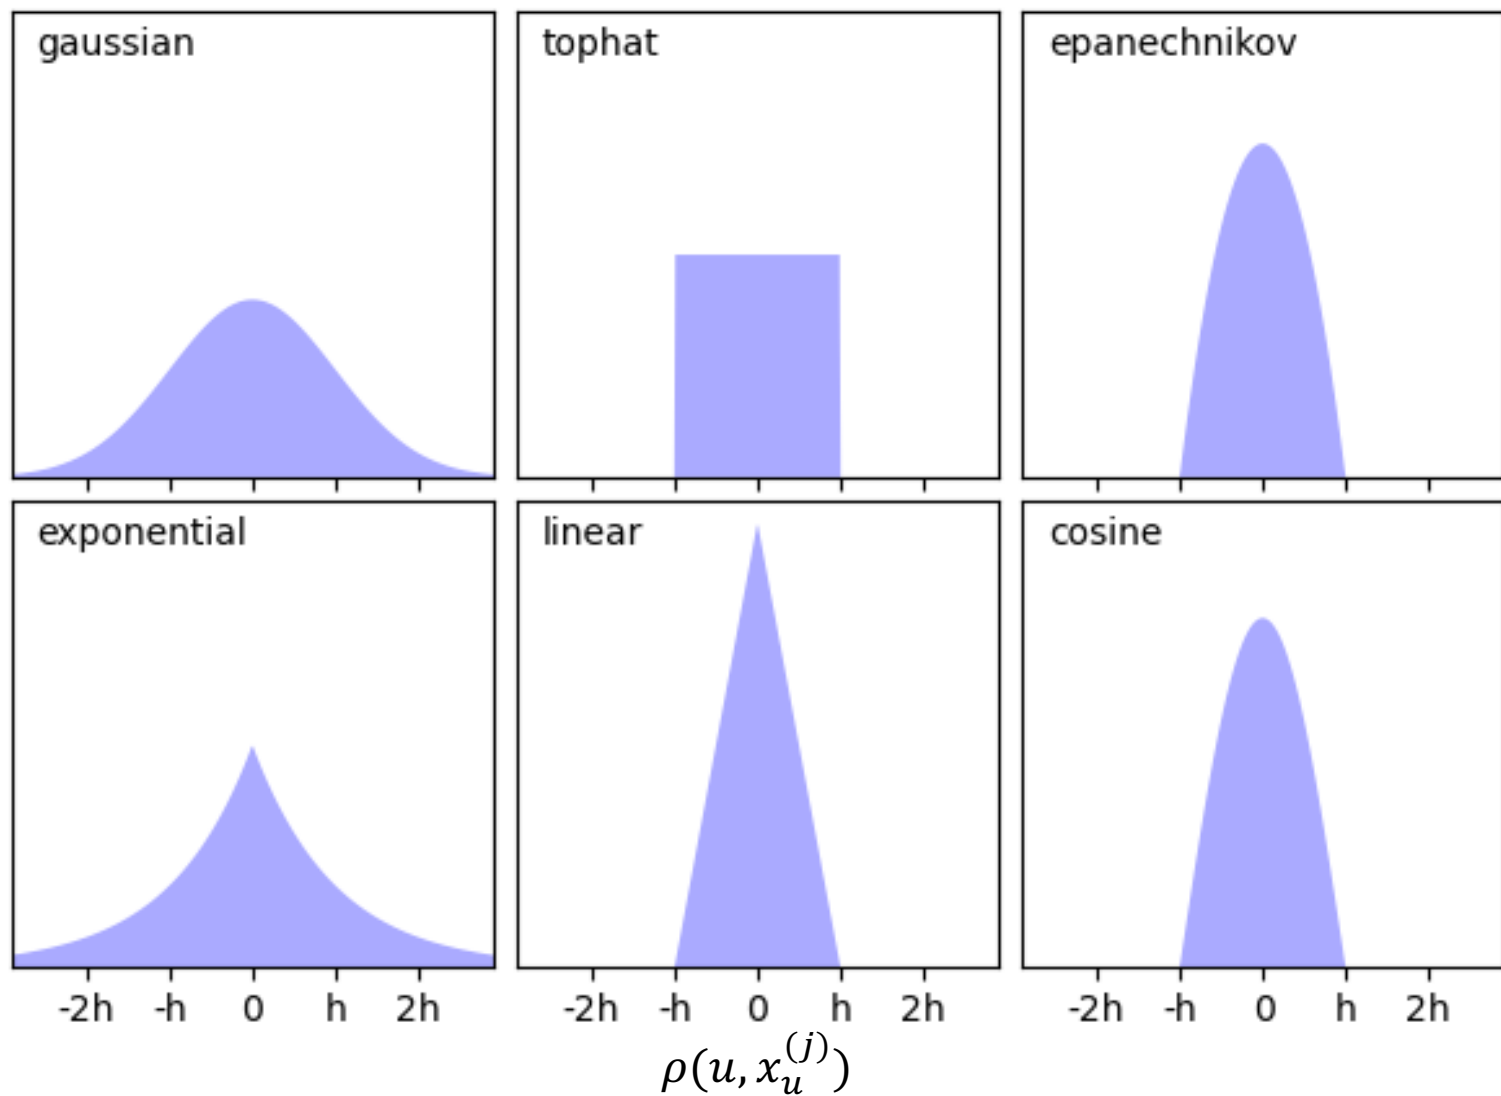 gaussian tophat epanechnikov
exponential linear cosine
-2h -h 0 h 2h -2h -h 0 h 2h -2h -h 0 h 2h
ρ(u, x_u^{(j)})